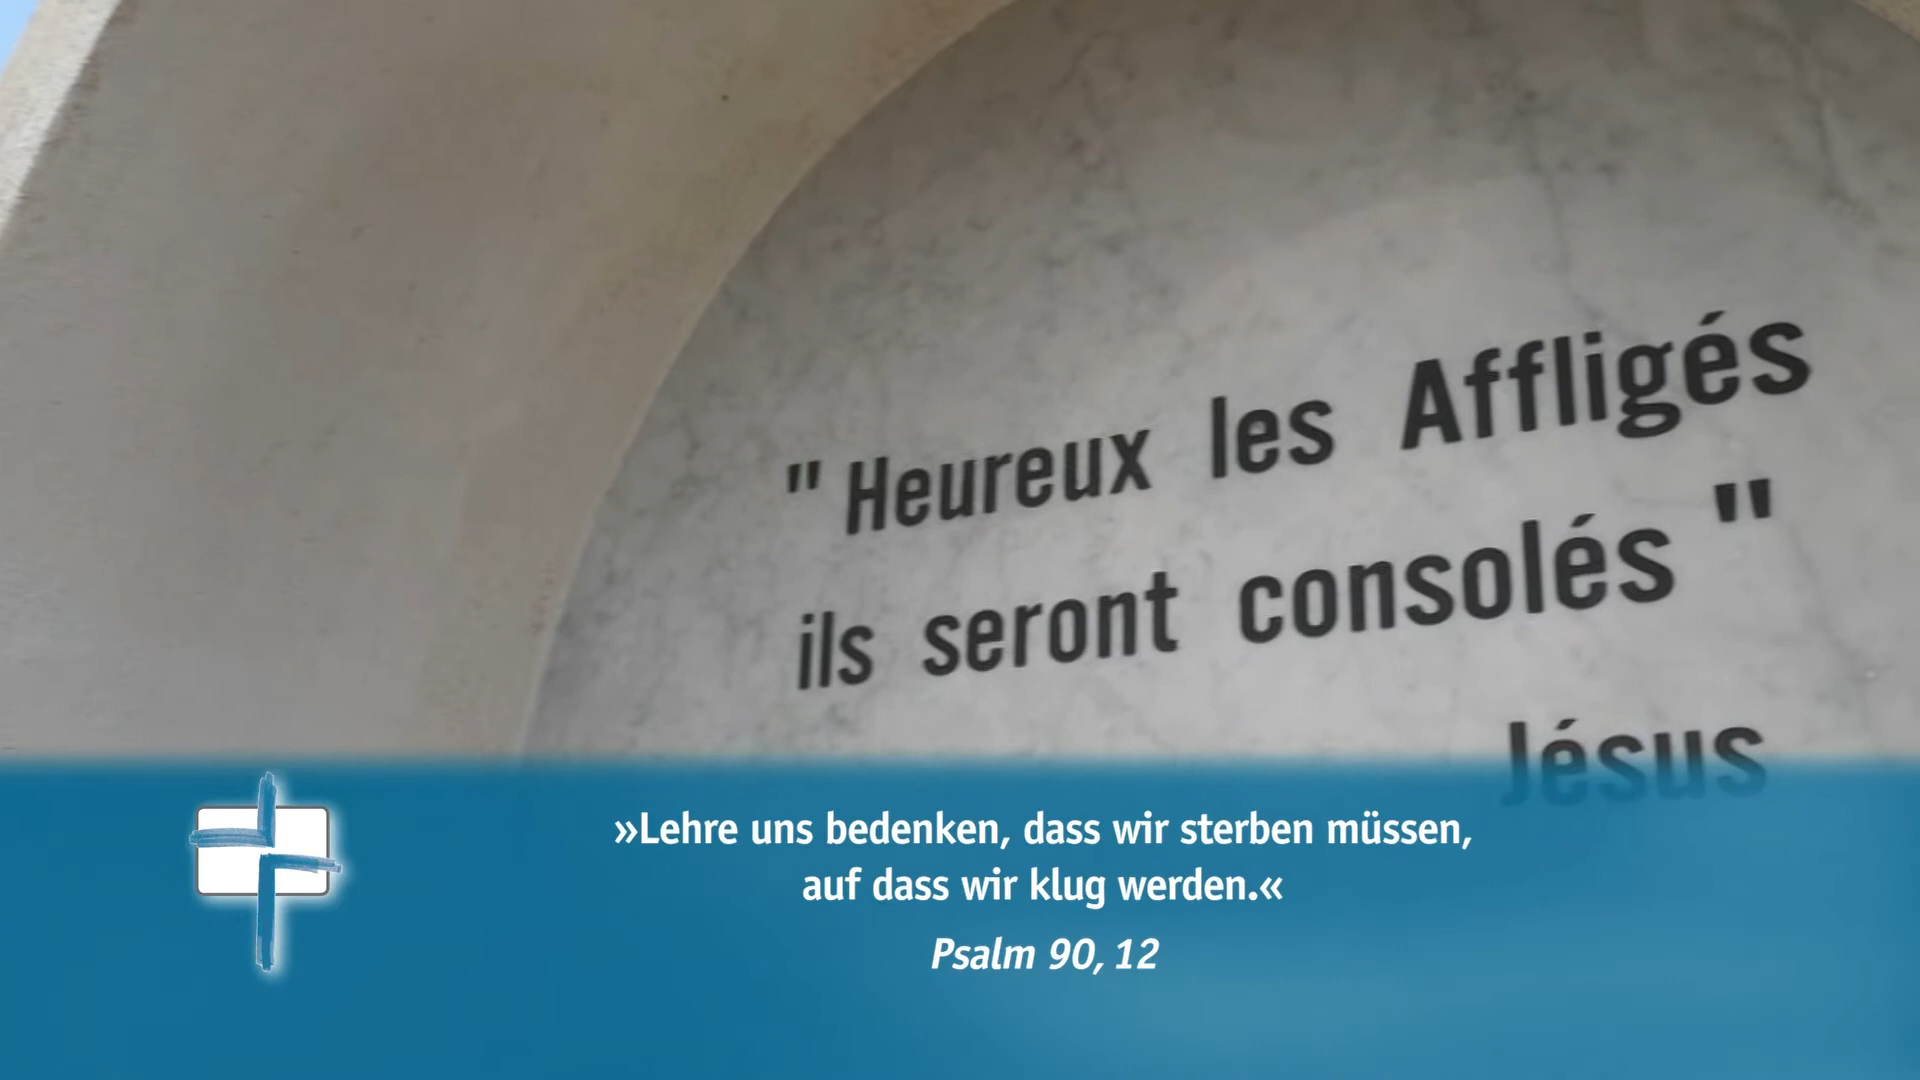 " Heureux les Affligés
ils seront consolés "
Jésus
»Lehre uns bedenken, dass wir sterben müssen,
auf dass wir klug werden.«
Psalm 90, 12